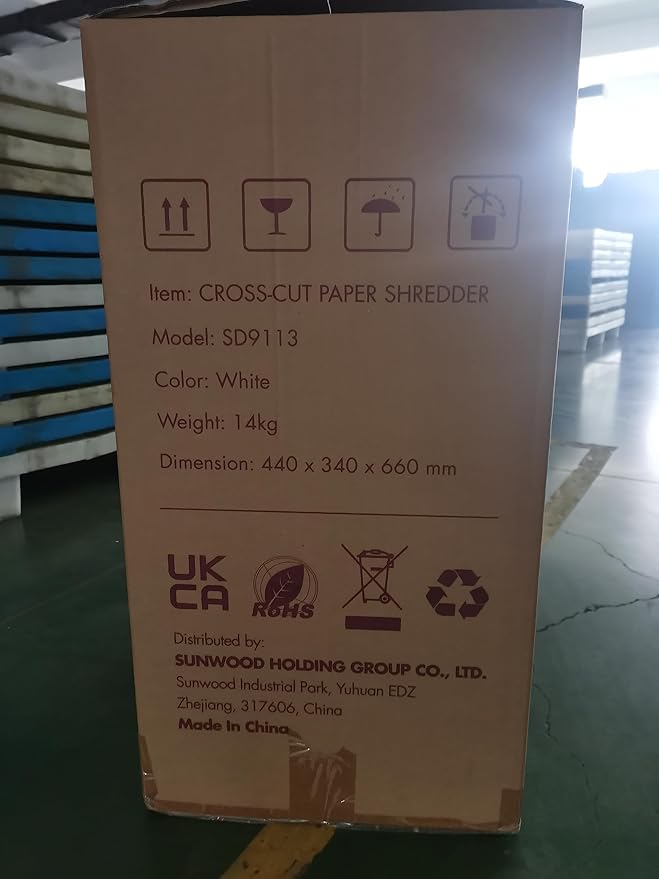 Item: CROSS-CUT PAPER SHREDDER
Model: SD9113
Color: White
Weight: 14kg
Dimension: 440 x 340 x 660 mm
UK
CA
RoHS
Distributed by:
SUNWOOD HOLDING GROUP CO., LTD.
Sunwood Industrial Park, Yuhuan EDZ
Zhejiang, 317606, China
Made In China